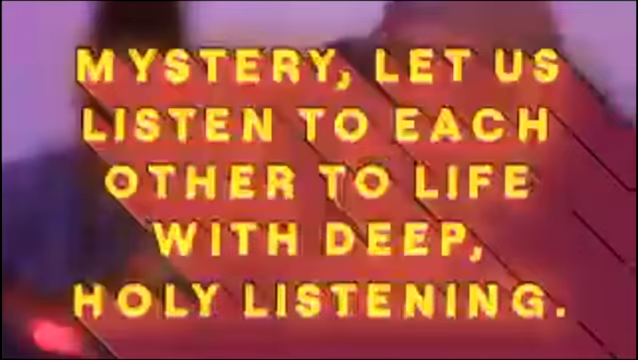 MYSTERY, LET US
LISTEN TO EACH
OTHER TO LIFE
WITH DEEP,
HOLY LISTENING.